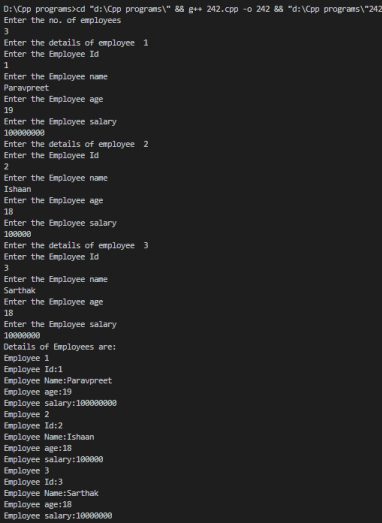 D:\Cpp programs>cd "d:\Cpp programs\" && g++ 242.cpp -o 242 && "d:\Cpp programs\"242
Enter the no. of employees
3
Enter the details of employee  1
Enter the Employee Id
1
Enter the Employee name
Paravpreet
Enter the Employee age
19
Enter the Employee salary
100000000
Enter the details of employee  2
Enter the Employee Id
2
Enter the Employee name
Ishaan
Enter the Employee age
18
Enter the Employee salary
100000
Enter the details of employee  3
Enter the Employee Id
3
Enter the Employee name
Sarthak
Enter the Employee age
18
Enter the Employee salary
10000000
Details of Employees are:
Employee 1
Employee Id:1
Employee Name:Paravpreet
Employee age:19
Employee salary:100000000
Employee 2
Employee Id:2
Employee Name:Ishaan
Employee age:18
Employee salary:100000
Employee 3
Employee Id:3
Employee Name:Sarthak
Employee age:18
Employee salary:10000000